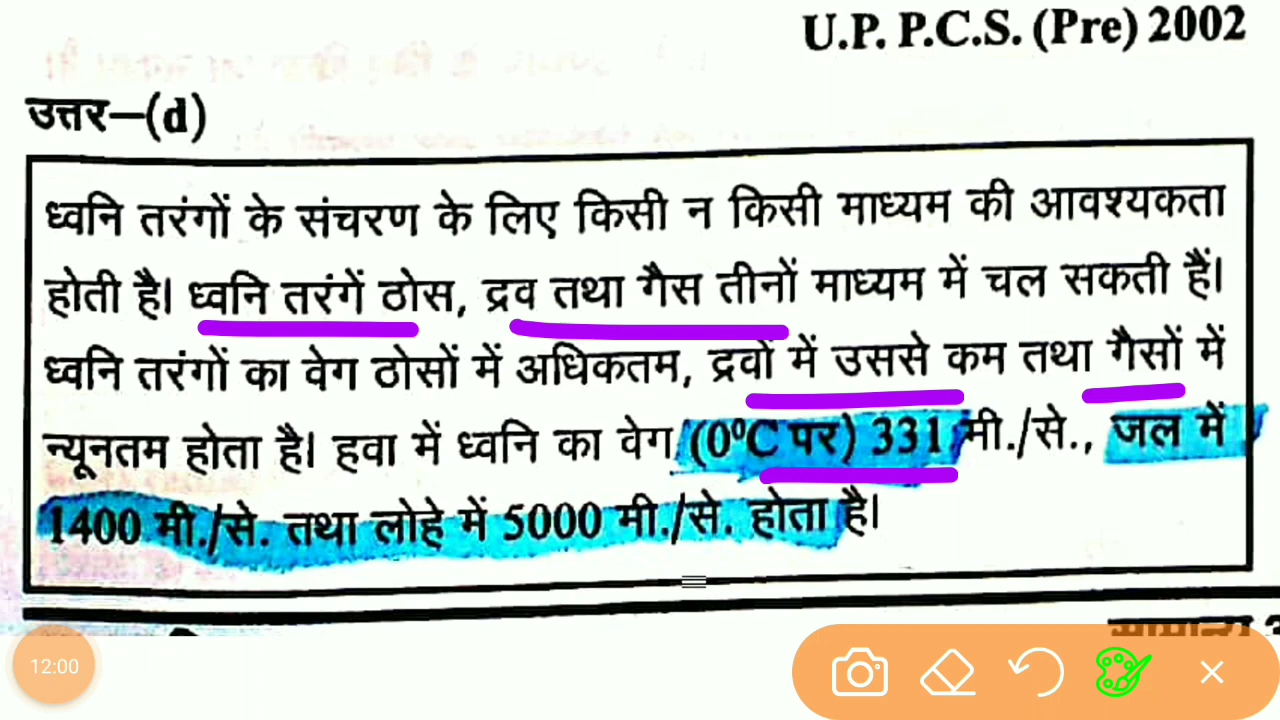 U.P. P.C.S. (Pre) 2002
उत्तर–(d)
ध्वनि तरंगों के संचरण के लिए किसी न किसी माध्यम की आवश्यकता
होती है। ध्वनि तरंगें ठोस, द्रव तथा गैस तीनों माध्यम में चल सकती हैं।
ध्वनि तरंगों का वेग ठोसों में अधिकतम, द्रवों में उससे कम तथा गैसों में
न्यूनतम होता है। हवा में ध्वनि का वेग (0⁰C पर) 331 मी./से., जल में
1400 मी./से. तथा लोहे में 5000 मी./से. होता है।
12:00